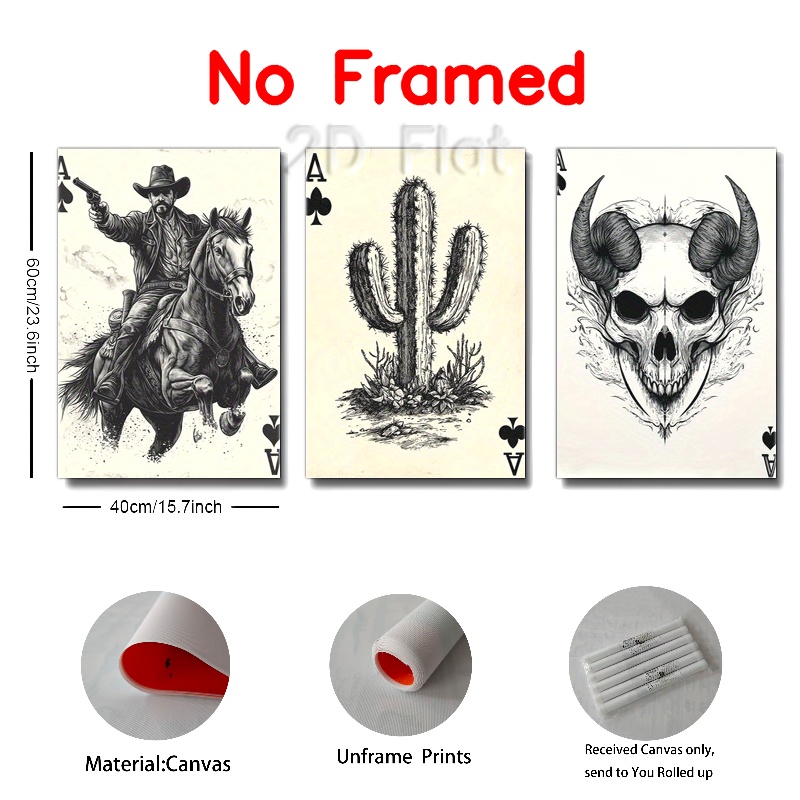 No Framed
2D Flat
A
A
A
A
A
A
60cm/23.6inch
40cm/15.7inch
Material:Canvas
Unframe Prints
Received Canvas only,
send to You Rolled up